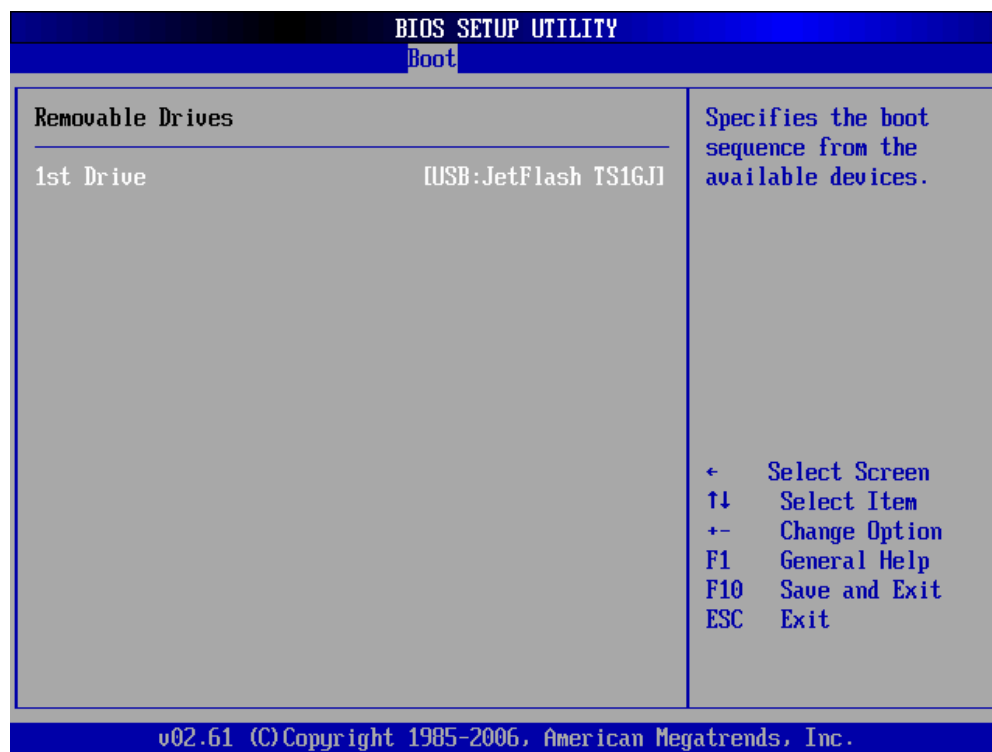 BIOS SETUP UTILITY
Boot
Removable Drives
1st Drive [USB:JetFlash TS1GJ]
Specifies the boot
sequence from the
available devices.
← Select Screen
↑↓ Select Item
+- Change Option
F1 General Help
F10 Save and Exit
ESC Exit
v02.61 (C)Copyright 1985-2006, American Megatrends, Inc.